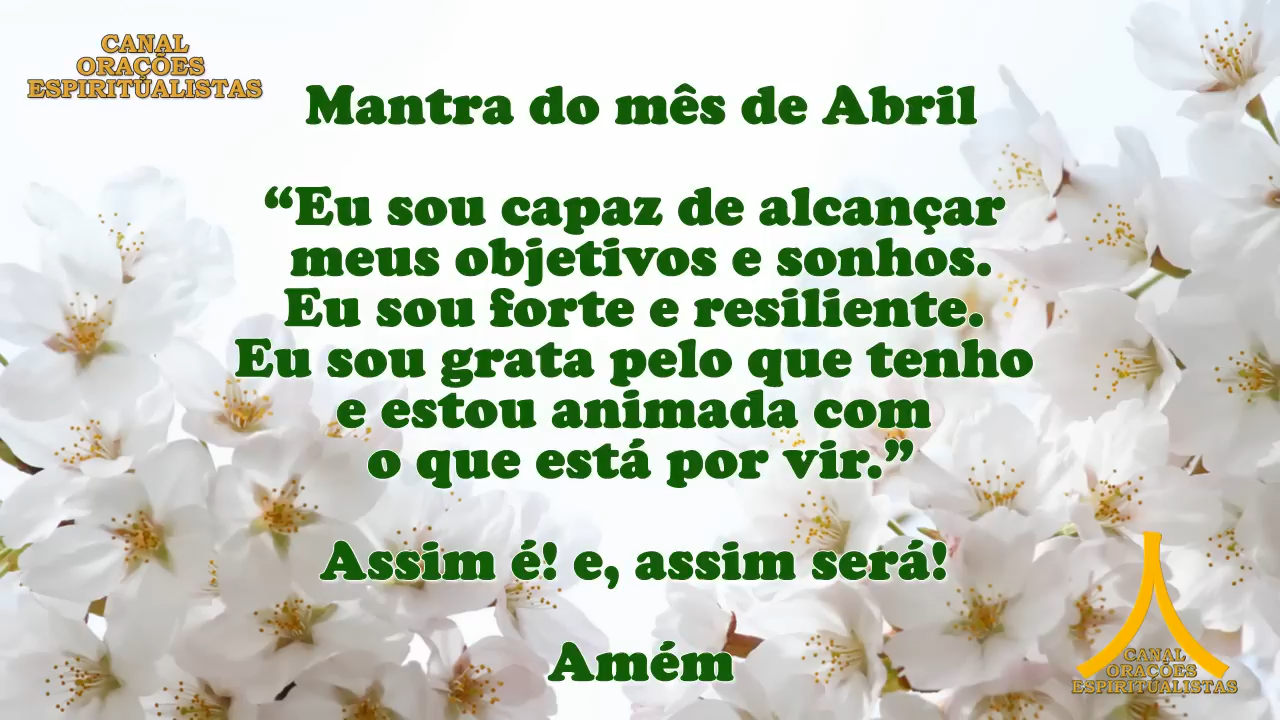 CANAL
ORAÇÕES
ESPIRITUALISTAS
Mantra do mês de Abril
“Eu sou capaz de alcançar
meus objetivos e sonhos.
Eu sou forte e resiliente.
Eu sou grata pelo que tenho
e estou animada com
o que está por vir.”
Assim é! e, assim será!
Amém
CANAL
ORAÇÕES
ESPIRITUALISTAS